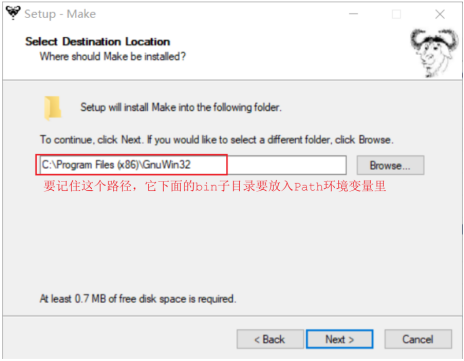 Setup - Make
Select Destination Location
Where should Make be installed?
Setup will install Make into the following folder.
To continue, click Next. If you would like to select a different folder, click Browse.
C:\Program Files (x86)\GnuWin32
Browse...
要记住这个路径，它下面的bin子目录要放入Path环境变量里
At least 0.7 MB of free disk space is required.
< Back
Next >
Cancel